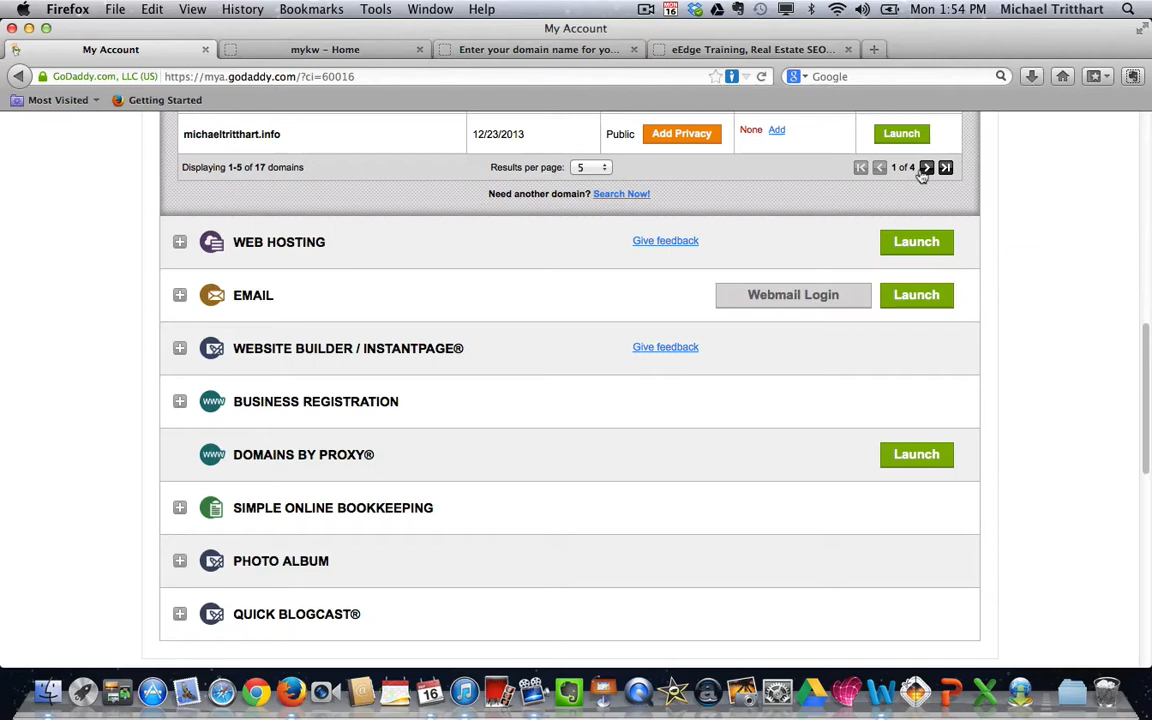 Firefox File Edit View History Bookmarks Tools Window Help Mon 1:54 PM Michael Tritthart
My Account
My Account mykw – Home Enter your domain name for yo... eEdge Training, Real Estate SEO...
GoDaddy.com, LLC (US) https://mya.godaddy.com/?ci=60016 Google
Most Visited Getting Started
michaeltritthart.info 12/23/2013 Public Add Privacy None Add Launch
Displaying 1-5 of 17 domains Results per page: 5 1 of 4
Need another domain? Search Now!
WEB HOSTING Give feedback Launch
EMAIL Webmail Login Launch
WEBSITE BUILDER / INSTANTPAGE® Give feedback
WWW BUSINESS REGISTRATION
WWW DOMAINS BY PROXY® Launch
SIMPLE ONLINE BOOKKEEPING
PHOTO ALBUM
QUICK BLOGCAST®